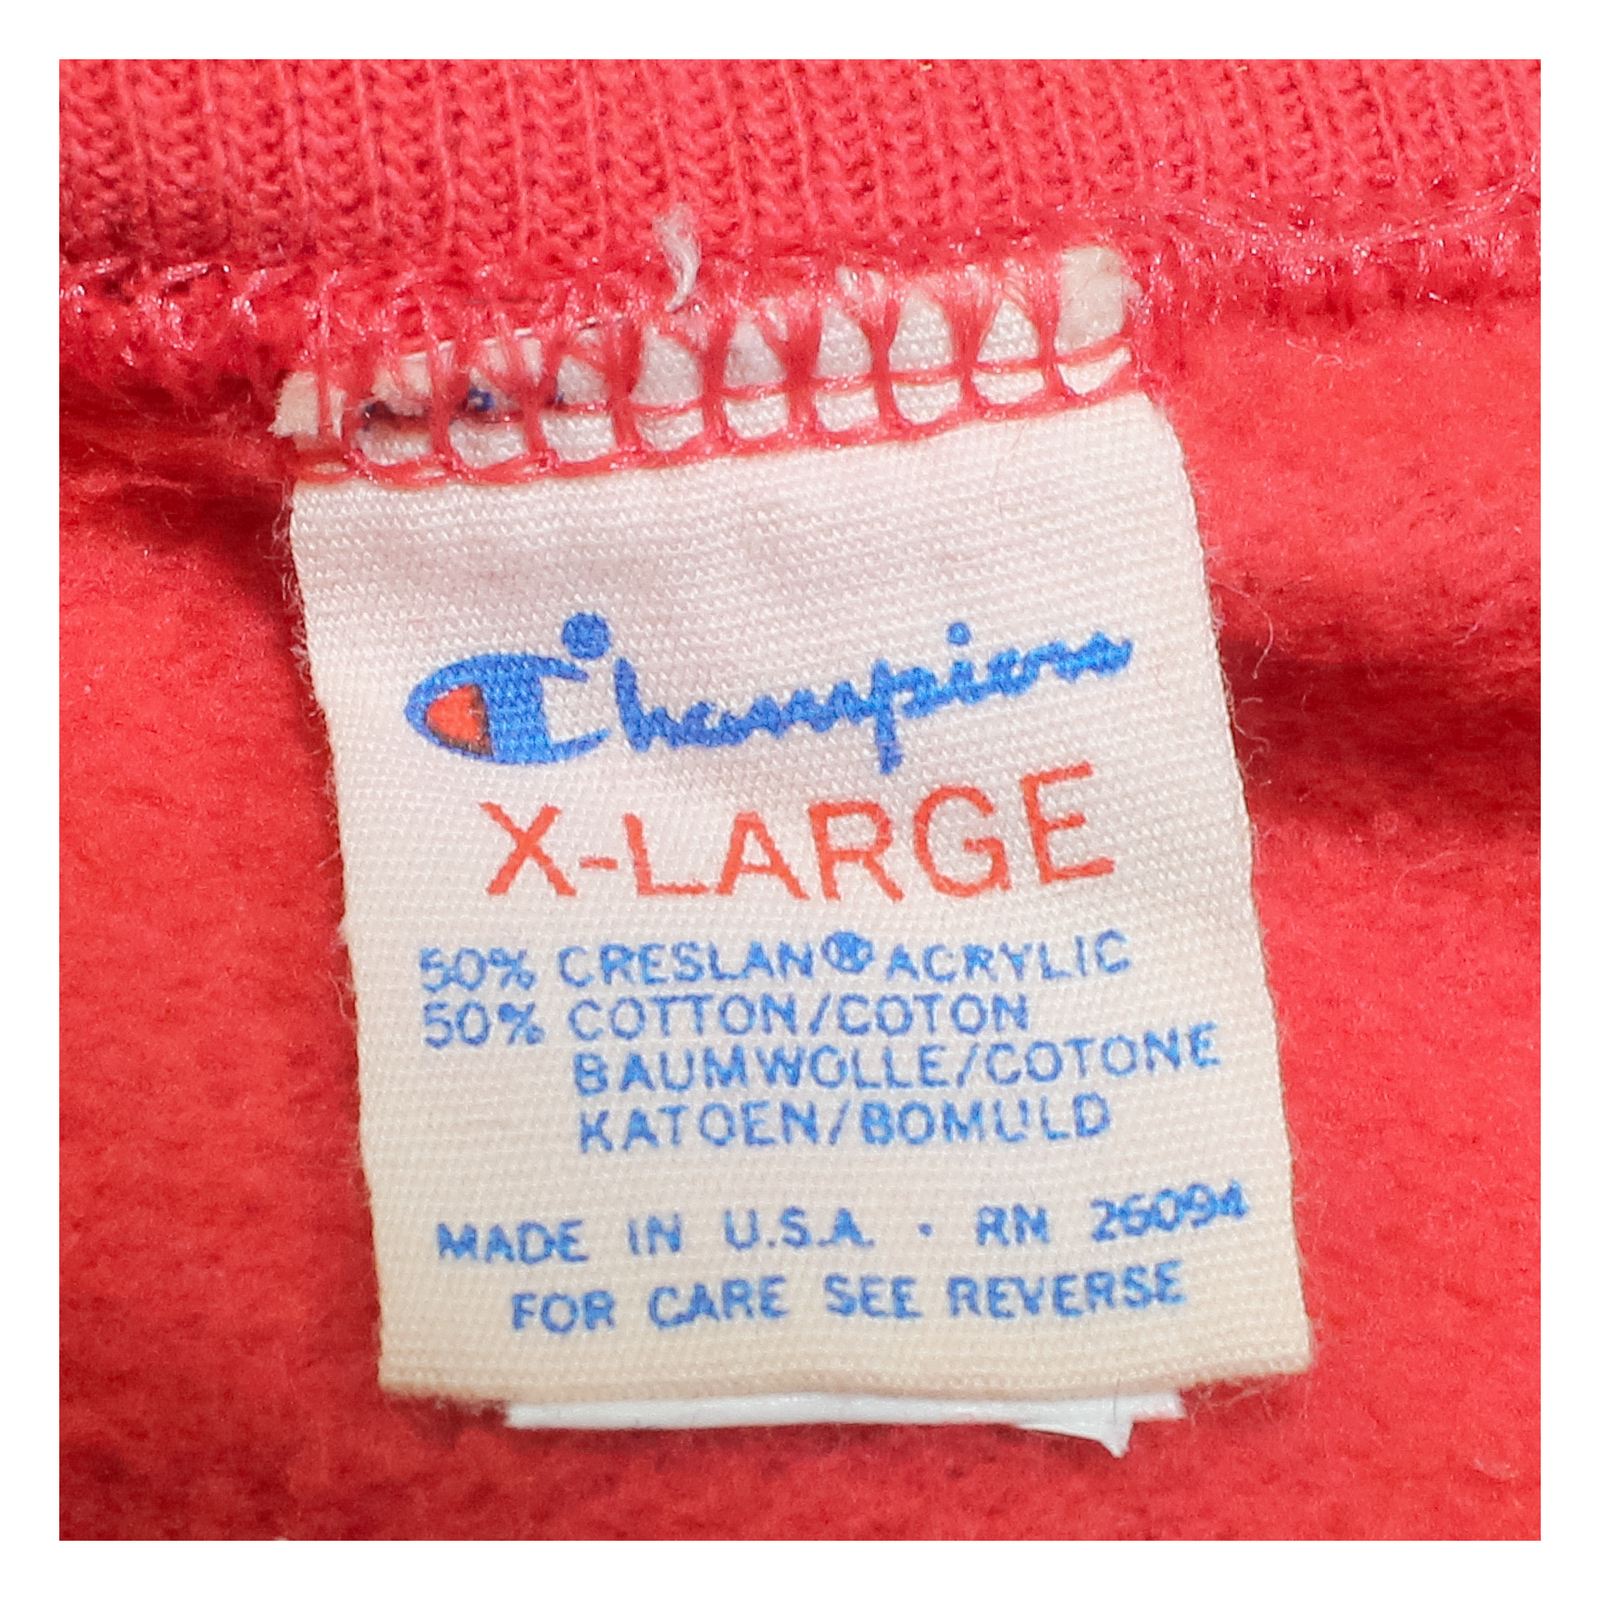 Champion
X-LARGE
50% CRESLAN® ACRYLIC
50% COTTON/COTON
BAUMWOLLE/COTONE
KATOEN/BOMULD
MADE IN U.S.A. · RN 26094
FOR CARE SEE REVERSE